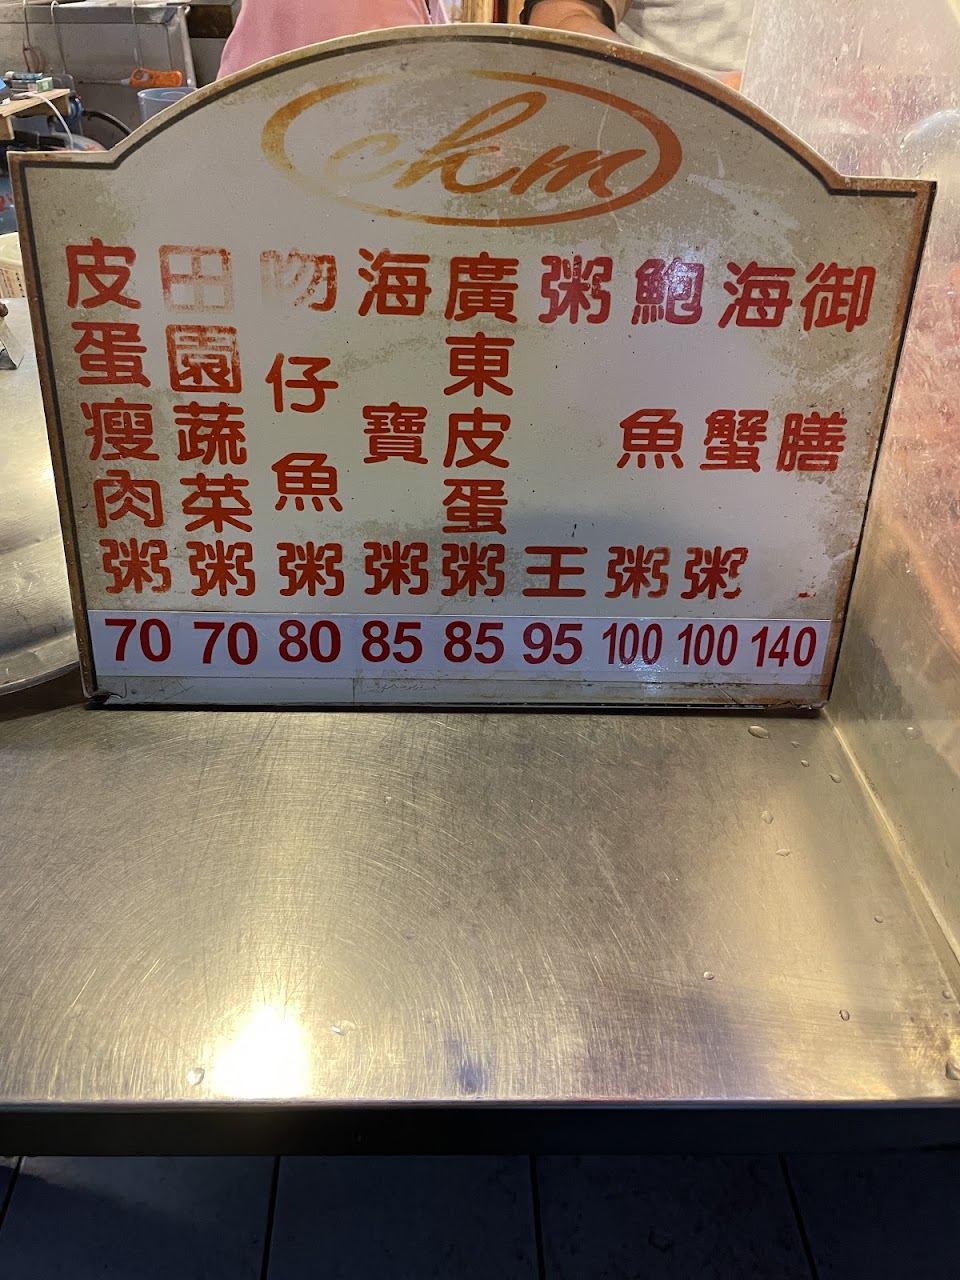 ckm
御膳
海蟹粥
鮑魚粥
粥王
廣東皮蛋粥
海寶粥
吻仔魚粥
田園蔬菜粥
皮蛋瘦肉粥
70 70 80 85 85 95 100 100 140